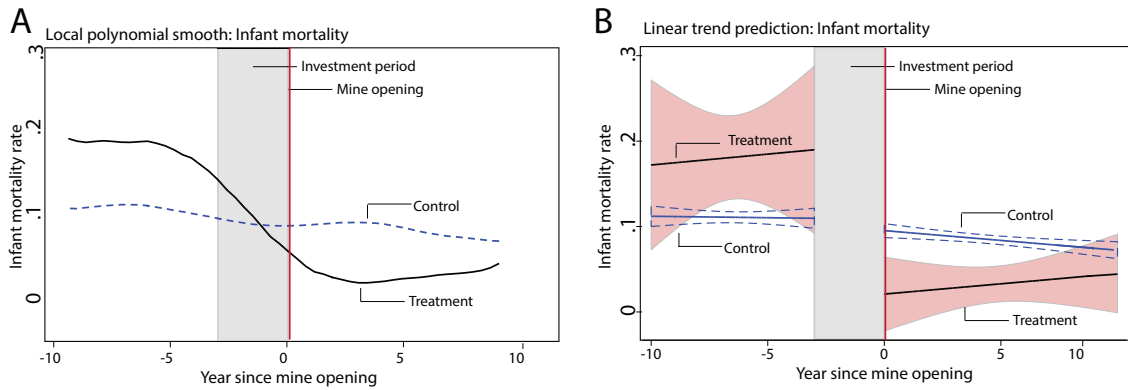 A
Local polynomial smooth: Infant mortality
.3
Investment period
Mine opening
.2
Infant mortality rate
.1
Control
0
Treatment
-10
-5
0
5
10
Year since mine opening
B
Linear trend prediction: Infant mortality
.3
Investment period
Mine opening
.2
Treatment
Infant mortality rate
.1
Control
Control
0
Treatment
-10
-5
0
5
10
Year since mine opening